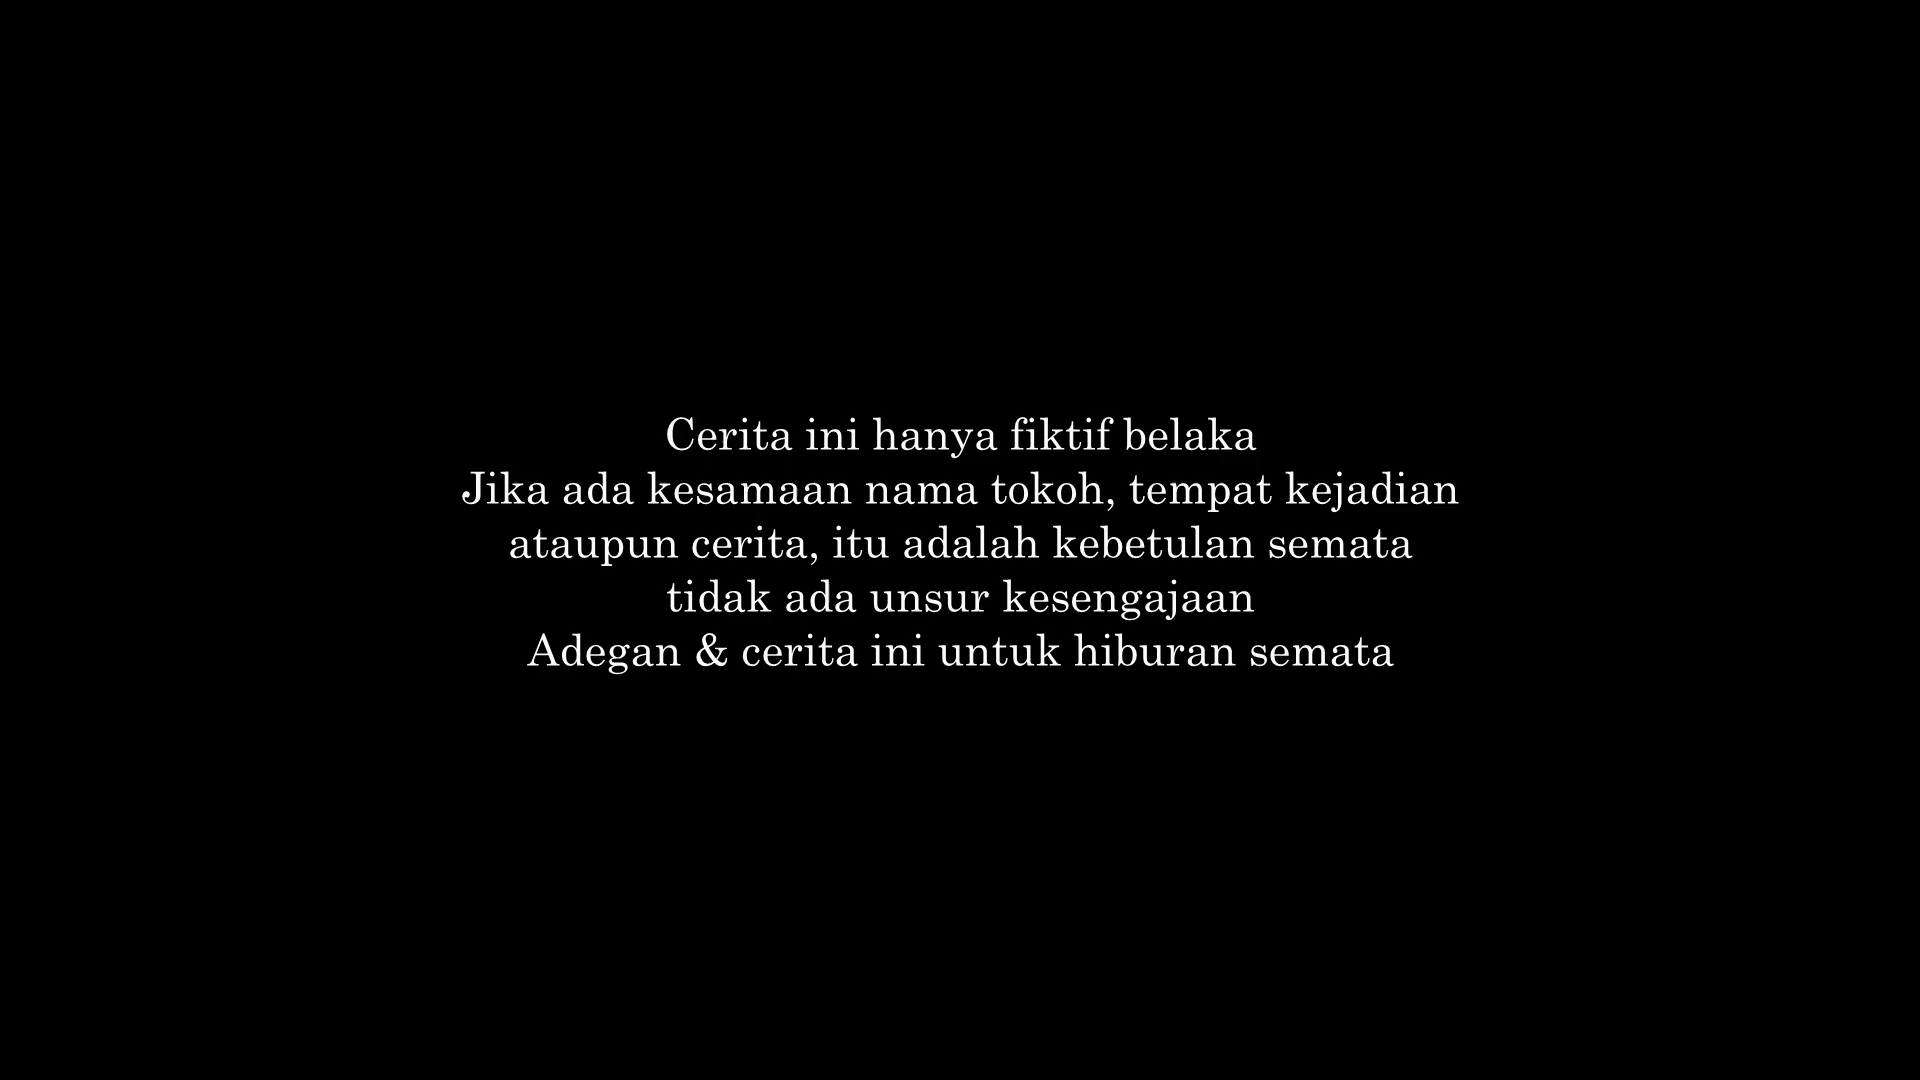 Cerita ini hanya fiktif belaka
Jika ada kesamaan nama tokoh, tempat kejadian
ataupun cerita, itu adalah kebetulan semata
tidak ada unsur kesengajaan
Adegan & cerita ini untuk hiburan semata